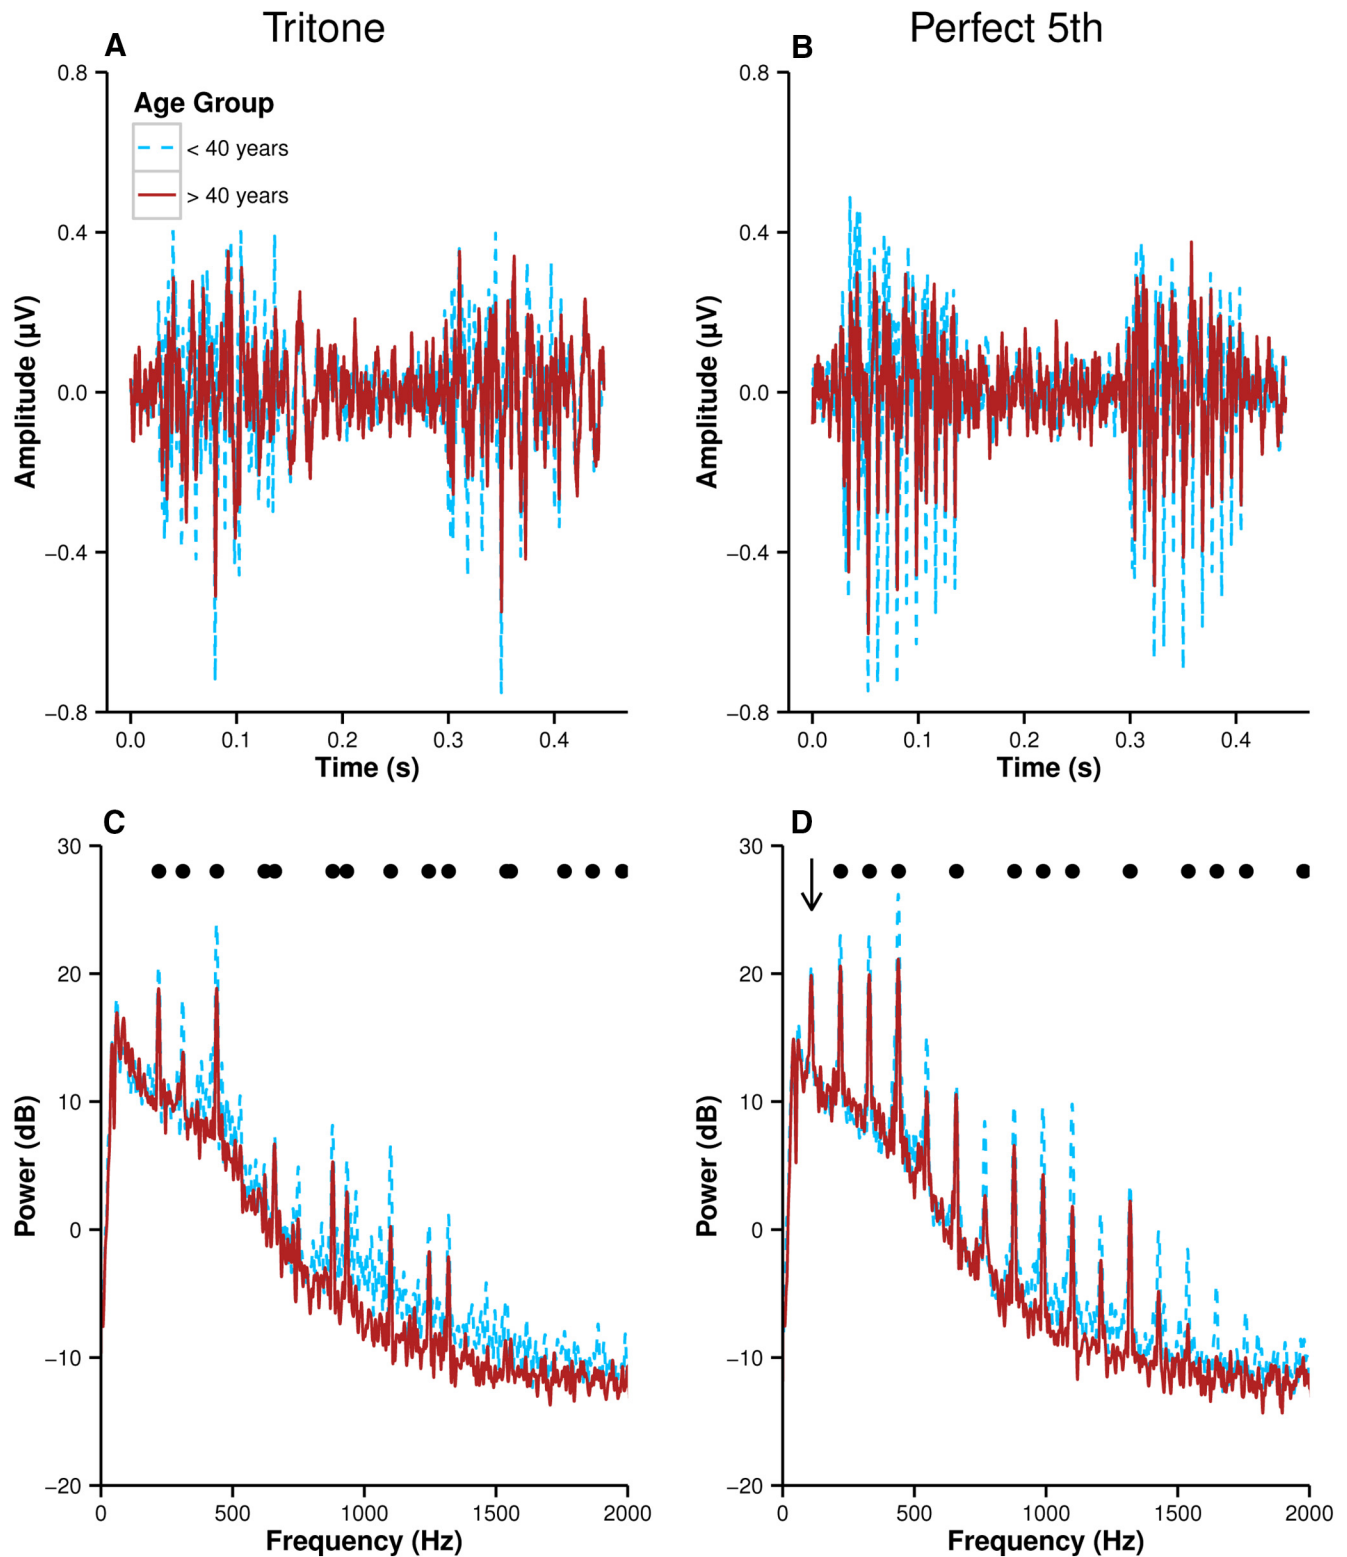 Tritone
Perfect 5th
A
B
0.8
0.4
0.0
−0.4
−0.8
Amplitude (µV)
Age Group
< 40 years
> 40 years
0.0 0.1 0.2 0.3 0.4
Time (s)
0.8
0.4
0.0
−0.4
−0.8
Amplitude (µV)
0.0 0.1 0.2 0.3 0.4
Time (s)
C
D
30
20
10
0
−10
−20
Power (dB)
0 500 1000 1500 2000
Frequency (Hz)
30
20
10
0
−10
−20
Power (dB)
0 500 1000 1500 2000
Frequency (Hz)